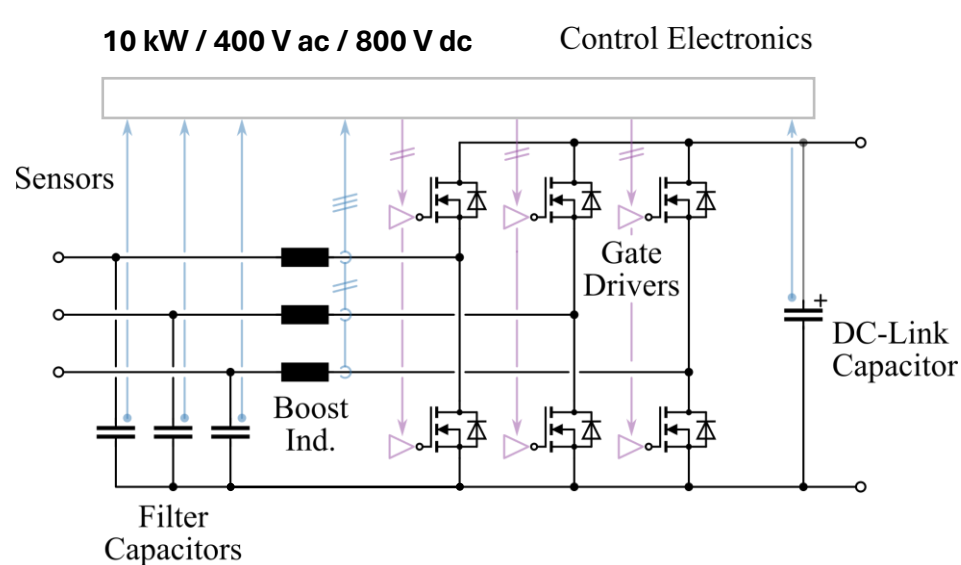 10 kW / 400 V ac / 800 V dc
Control Electronics
Sensors
Gate
Drivers
+
DC-Link
Capacitor
Boost
Ind.
Filter
Capacitors